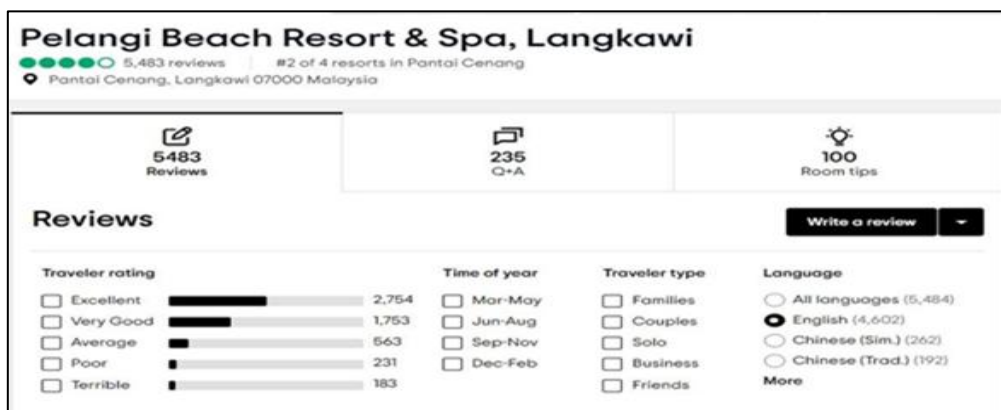 Pelangi Beach Resort & Spa, Langkawi
5,483 reviews #2 of 4 resorts in Pantai Cenang
Pantai Cenang, Langkawi 07000 Malaysia
5483
Reviews
235
Q+A
100
Room tips
Reviews
Write a review
Traveler rating
Excellent 2,754
Very Good 1,753
Average 563
Poor 231
Terrible 183
Time of year
Mar-May
Jun-Aug
Sep-Nov
Dec-Feb
Traveler type
Families
Couples
Solo
Business
Friends
Language
All languages (5,484)
English (4,602)
Chinese (Sim.) (262)
Chinese (Trad.) (192)
More